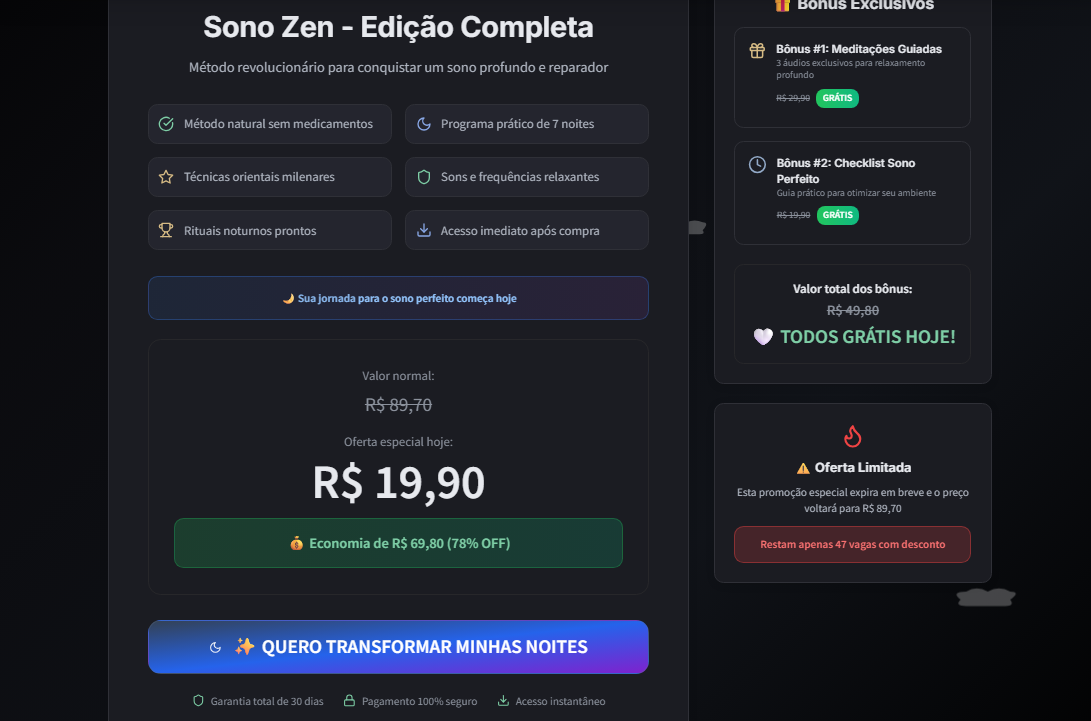 Sono Zen - Edição Completa
Método revolucionário para conquistar um sono profundo e reparador
Método natural sem medicamentos
Programa prático de 7 noites
Técnicas orientais milenares
Sons e frequências relaxantes
Rituais noturnos prontos
Acesso imediato após compra
🌙 Sua jornada para o sono perfeito começa hoje
Valor normal:
R$ 89,70
Oferta especial hoje:
R$ 19,90
💰 Economia de R$ 69,80 (78% OFF)
✨ QUERO TRANSFORMAR MINHAS NOITES
Garantia total de 30 dias
Pagamento 100% seguro
Acesso instantâneo
🎁 Bônus Exclusivos
Bônus #1: Meditações Guiadas
3 áudios exclusivos para relaxamento
profundo
R$ 29,90 GRÁTIS
Bônus #2: Checklist Sono
Perfeito
Guia prático para otimizar seu ambiente
R$ 19,90 GRÁTIS
Valor total dos bônus:
R$ 49,80
🤍 TODOS GRÁTIS HOJE!
⚠️ Oferta Limitada
Esta promoção especial expira em breve e o preço
voltará para R$ 89,70
Restam apenas 47 vagas com desconto